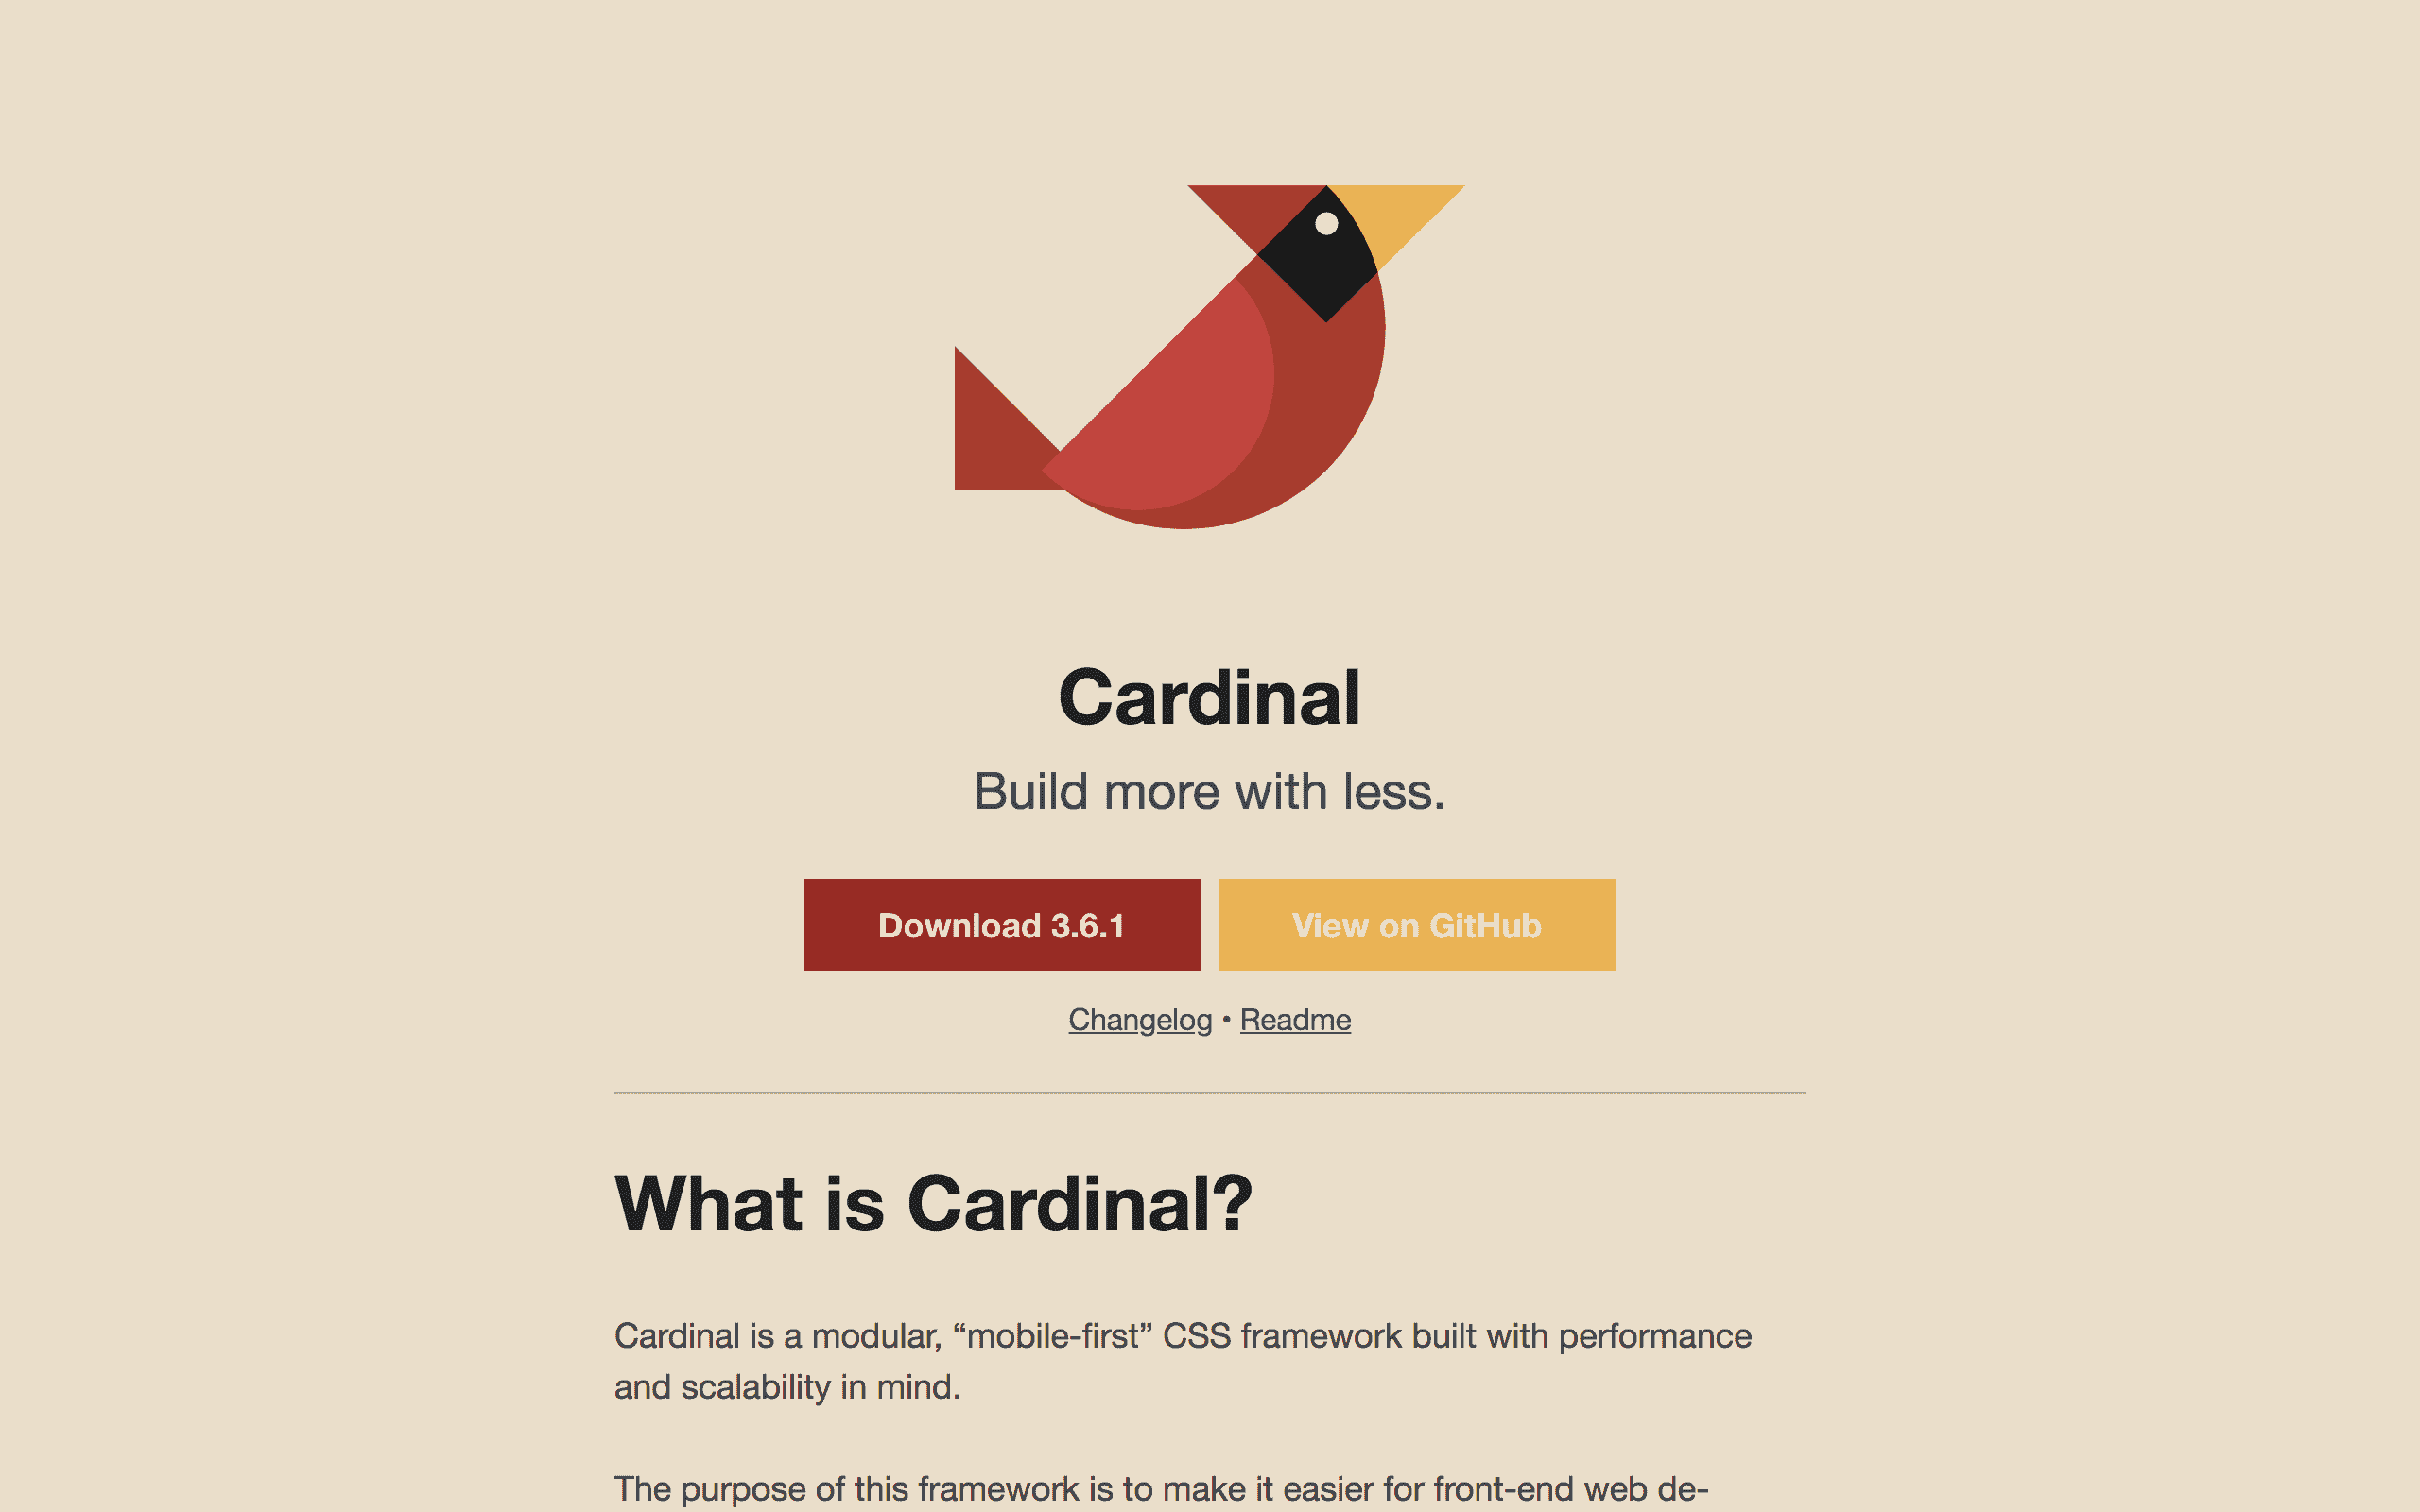 Cardinal
Build more with less.
Download 3.6.1
View on GitHub
Changelog • Readme
What is Cardinal?
Cardinal is a modular, “mobile-first” CSS framework built with performance
and scalability in mind.
The purpose of this framework is to make it easier for front-end web de-